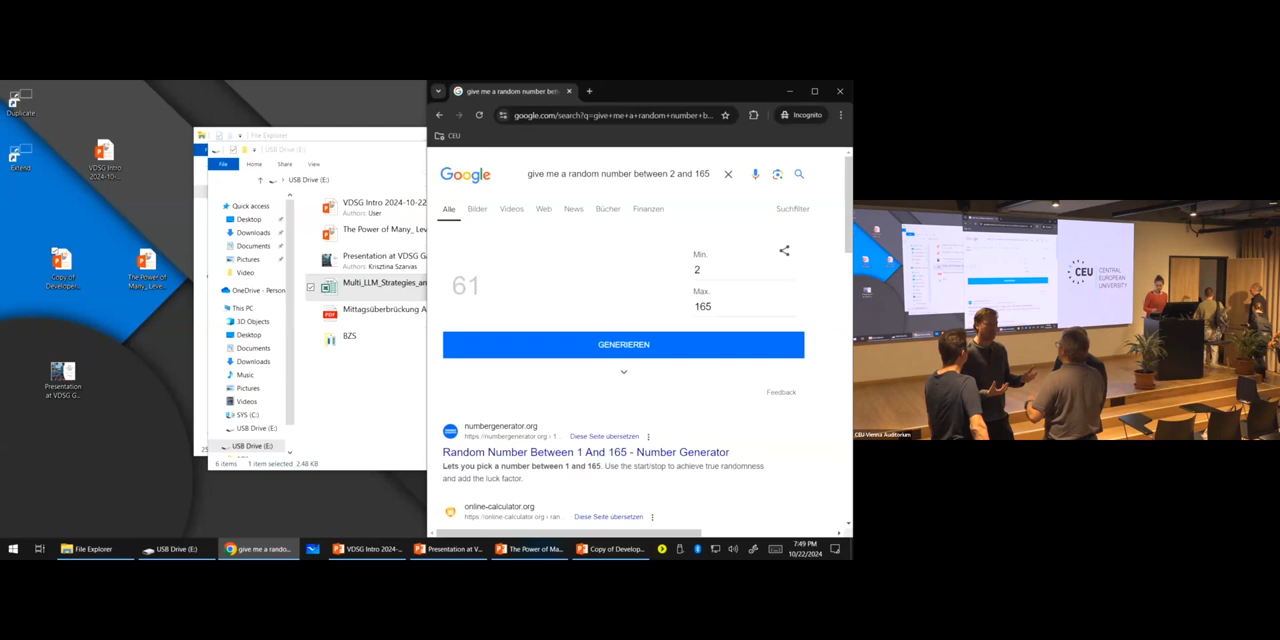 Duplicate
Extend
VDSG Intro
2024-10-...
Copy of
Developer...
The Power of
Many_ Leve...
Presentation
at VDSG G...
File Explorer
USB Drive (E:)
File
Home
Share
View
USB Drive (E:)
Quick access
Desktop
Downloads
Documents
Pictures
Video
OneDrive - Person
This PC
3D Objects
Desktop
Documents
Downloads
Music
Pictures
Videos
SYS (C:)
USB Drive (E:)
USB Drive (E:)
6 items
1 item selected 2.48 KB
VDSG Intro 2024-10-22
Authors: User
The Power of Many_ Lev
Presentation at VDSG G
Authors: Krisztina Szarvas
Multi_LLM_Strategies_an
Mittagsüberbrückung A
BZS
give me a random number bet
google.com/search?q=give+me+a+random+number+b...
Incognito
CEU
Google
give me a random number between 2 and 165
Alle
Bilder
Videos
Web
News
Bücher
Finanzen
Suchfilter
61
Min.
2
Max.
165
GENERIEREN
Feedback
numbergenerator.org
https://numbergenerator.org › 1...
Diese Seite übersetzen
Random Number Between 1 And 165 - Number Generator
Lets you pick a number between 1 and 165. Use the start/stop to achieve true randomness
and add the luck factor.
online-calculator.org
https://online-calculator.org › ran...
Diese Seite übersetzen
File Explorer
USB Drive (E:)
give me a rando...
VDSG Intro 2024-...
Presentation at V...
The Power of Ma...
Copy of Develop...
7:49 PM
10/22/2024
CEU
CENTRAL
EUROPEAN
UNIVERSITY
CEU Vienna Auditorium